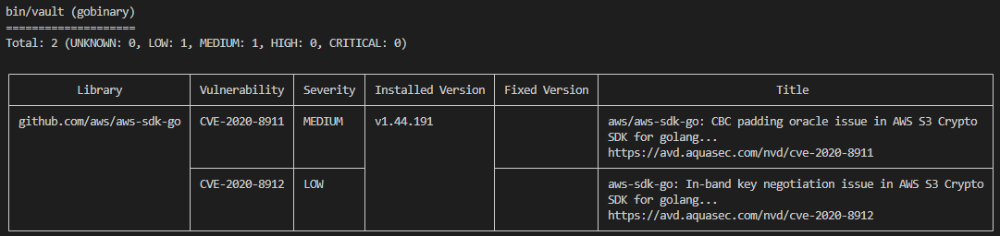 bin/vault (gobinary)
====================
Total: 2 (UNKNOWN: 0, LOW: 1, MEDIUM: 1, HIGH: 0, CRITICAL: 0)
Library Vulnerability Severity Installed Version Fixed Version Title
github.com/aws/aws-sdk-go CVE-2020-8911 MEDIUM v1.44.191 aws/aws-sdk-go: CBC padding oracle issue in AWS S3 Crypto
SDK for golang...
https://avd.aquasec.com/nvd/cve-2020-8911
CVE-2020-8912 LOW aws-sdk-go: In-band key negotiation issue in AWS S3 Crypto
SDK for golang...
https://avd.aquasec.com/nvd/cve-2020-8912